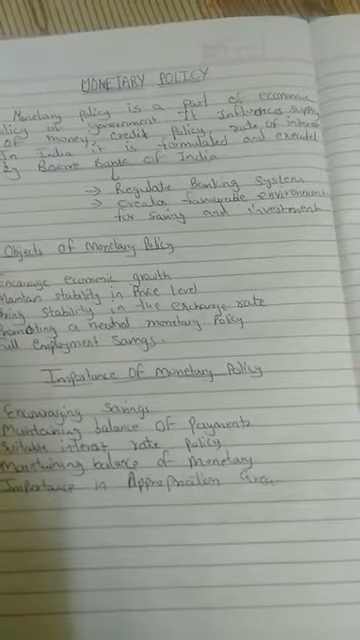 MONETARY POLICY
Monetary Policy is a part of economic
olicy of government It Influences supply
OF money, credit Policy, rate of interest
In India it is formulated and executed
by Reserve Bank OF India
→ Regulate Banking System
→ Creates favourable environment
for saving and investment
Objects of Monetary Policy
Encourage economic growth
Maintain stability in Price Level
Bring Stability in the exchange rate
Promoting a neutral monetary Policy
Full Employment Savings.
Importance OF Monetary Policy
Encouraging Savings
Maintaining balance OF Payments
Suitable interest rate policy
Maintaining balance of Monetary
Importance in Appropriation